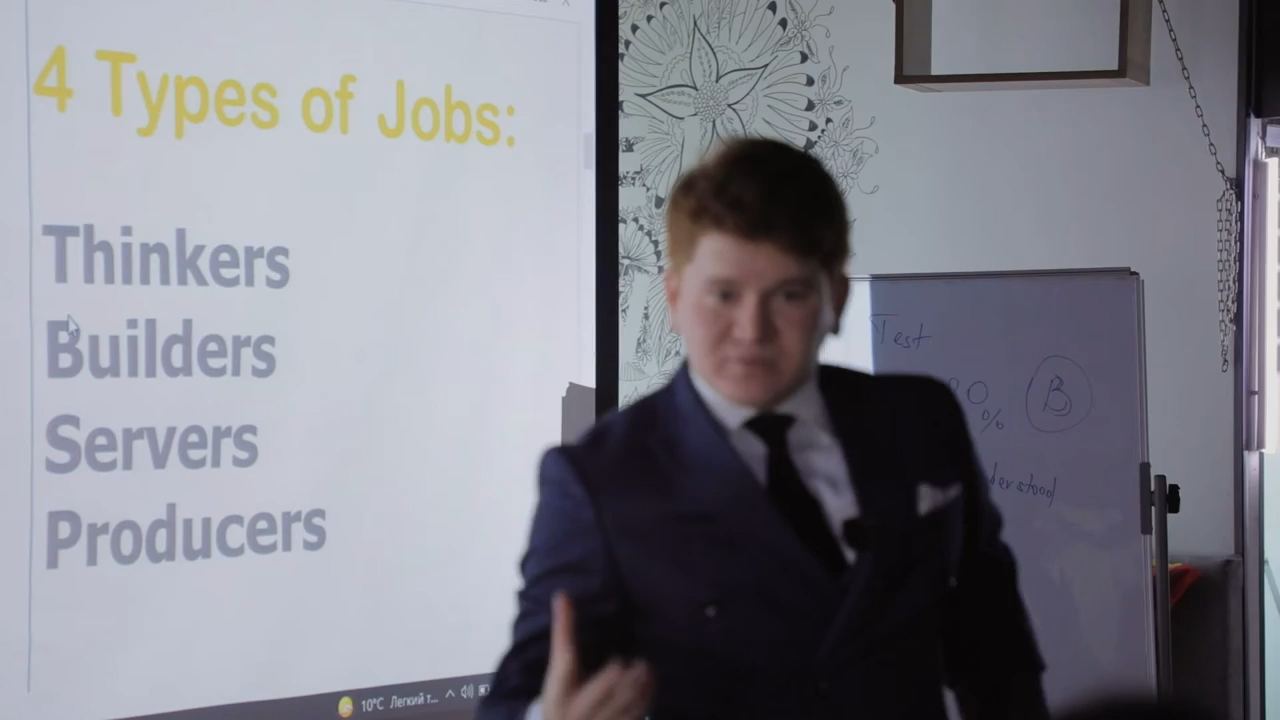 4 Types of Jobs:
Thinkers
Builders
Servers
Producers
10°C Легкий т...
Test
%
B